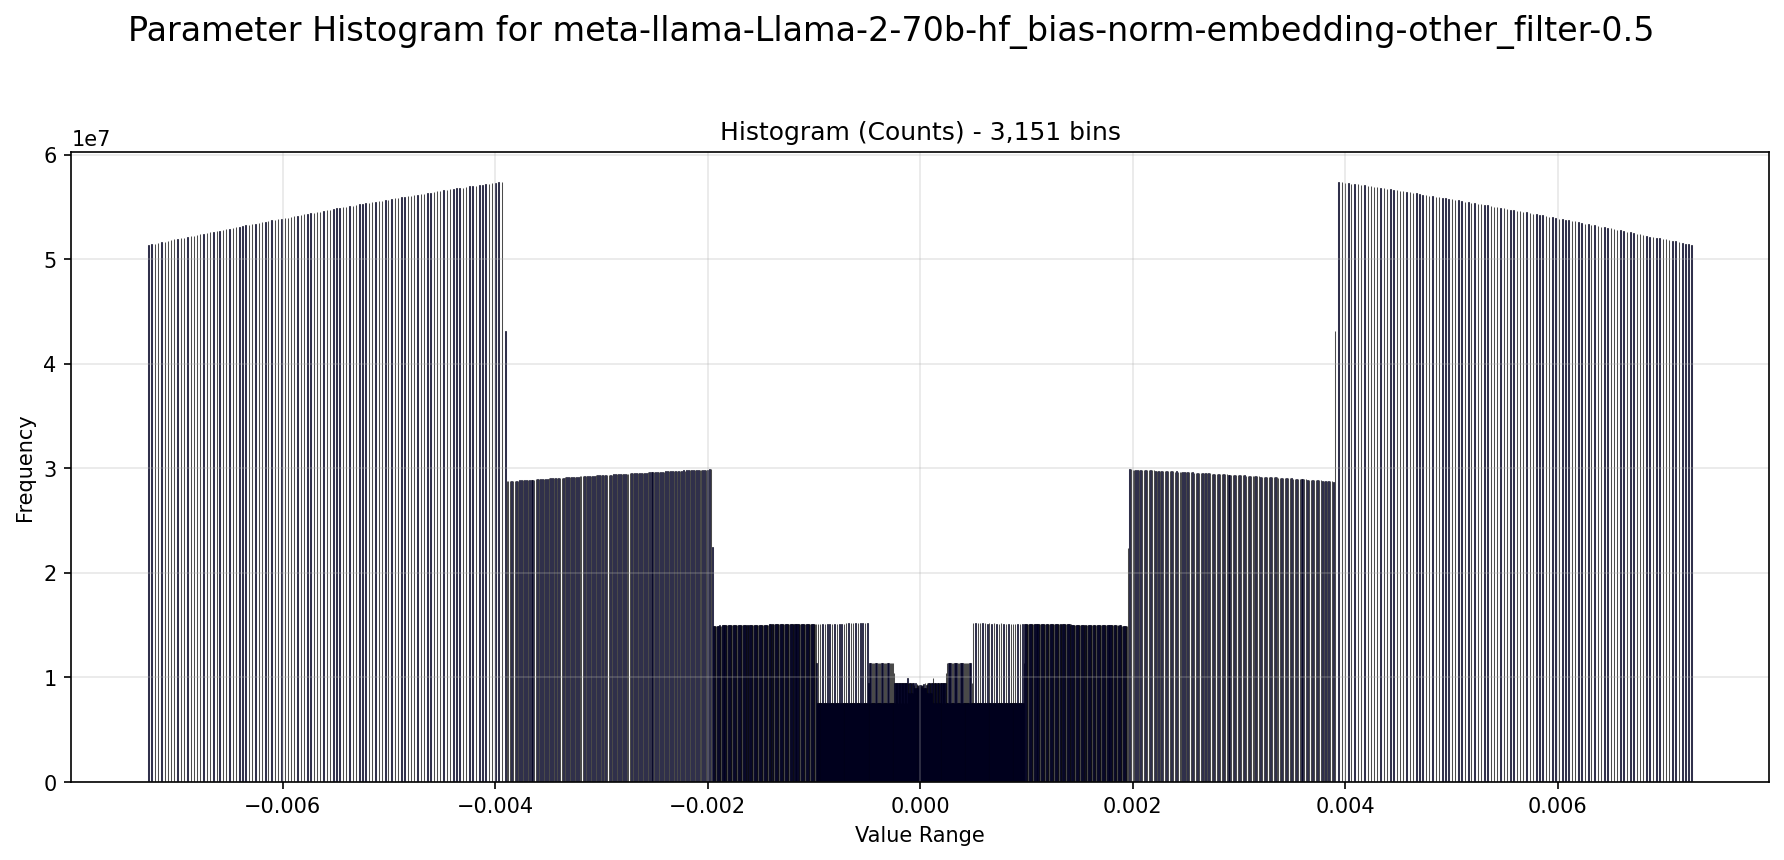 Parameter Histogram for meta-llama-Llama-2-70b-hf_bias-norm-embedding-other_filter-0.5
Histogram (Counts) - 3,151 bins
1e7
6
5
4
3
2
1
0
Frequency
−0.006 −0.004 −0.002 0.000 0.002 0.004 0.006
Value Range